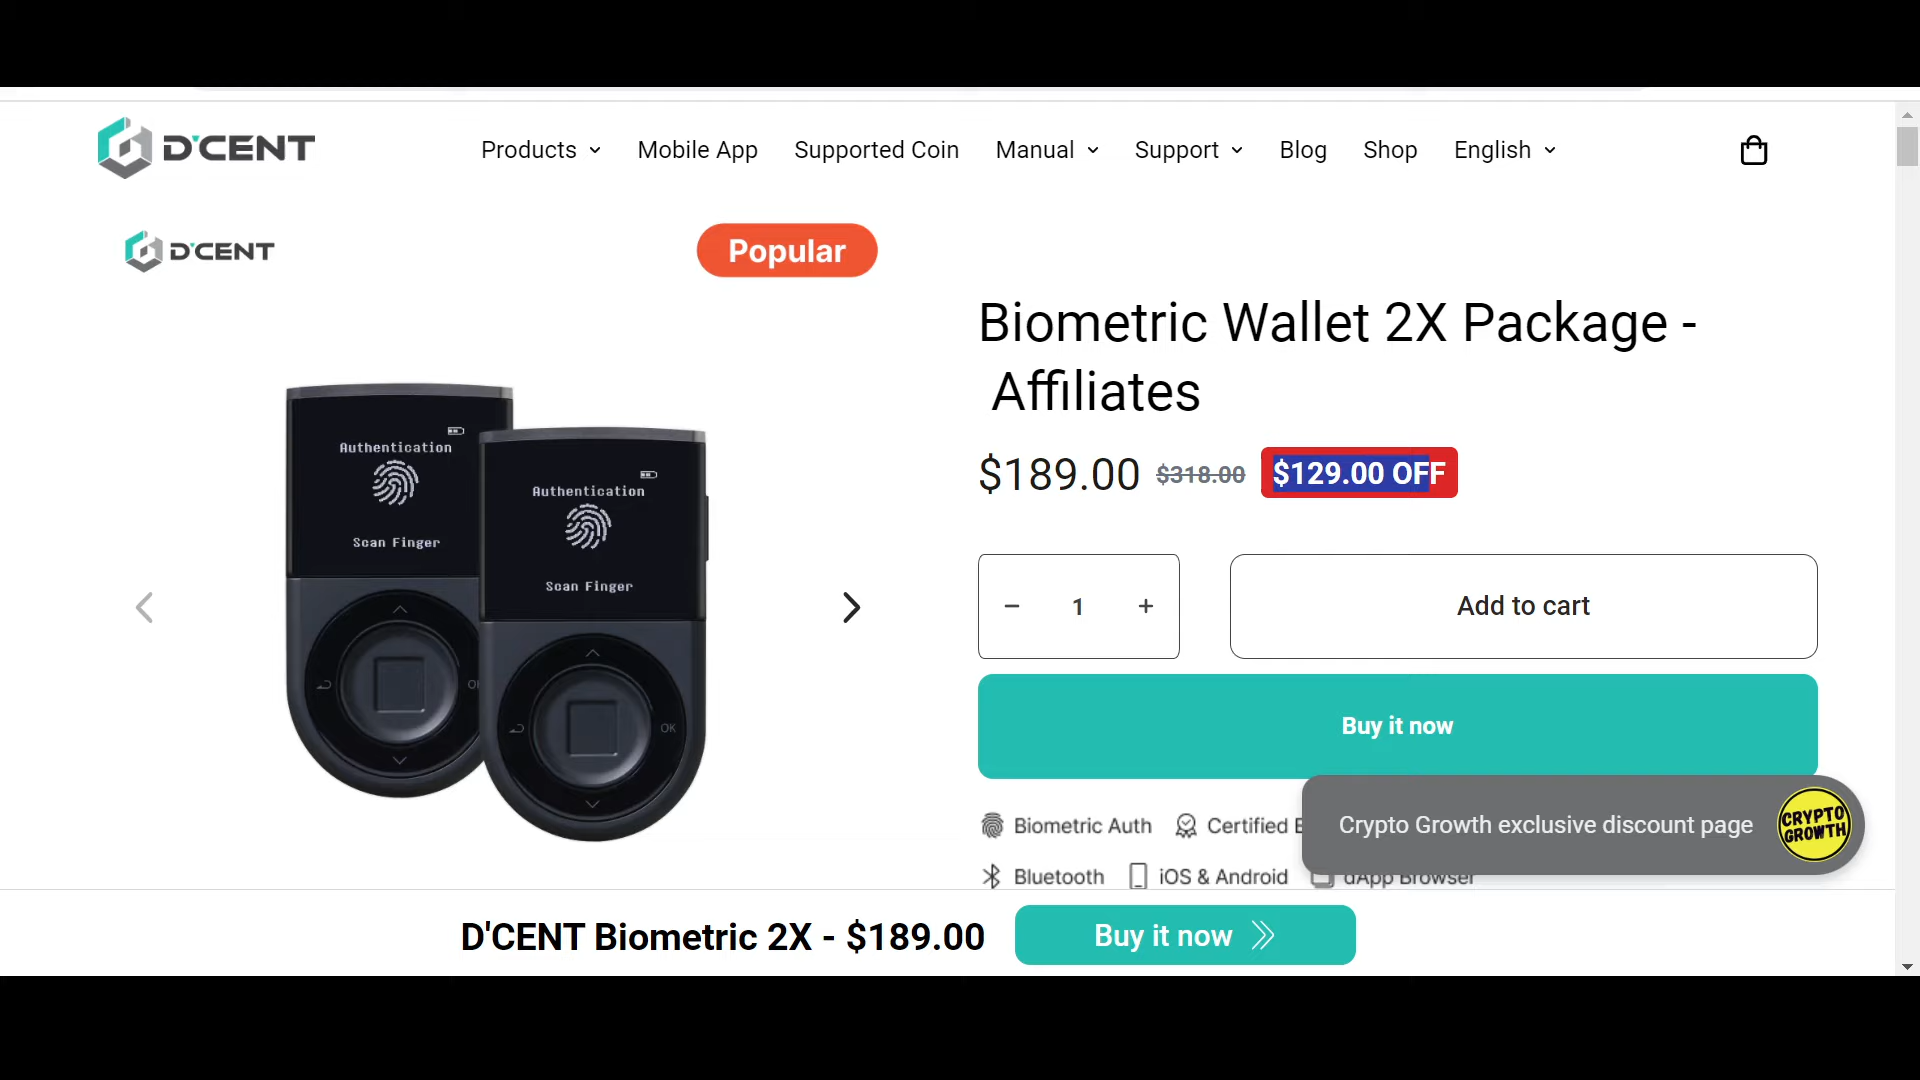 D'CENT
Products
Mobile App
Supported Coin
Manual
Support
Blog
Shop
English
D'CENT
Popular
Biometric Wallet 2X Package -
Affiliates
$189.00 $318.00 $129.00 OFF
Authentication
Scan Finger
Authentication
Scan Finger
OK
− 1 +
Add to cart
Buy it now
Biometric Auth
Certified
Crypto Growth exclusive discount page
CRYPTO
GROWTH
Bluetooth
iOS & Android
dApp Browser
D'CENT Biometric 2X - $189.00
Buy it now